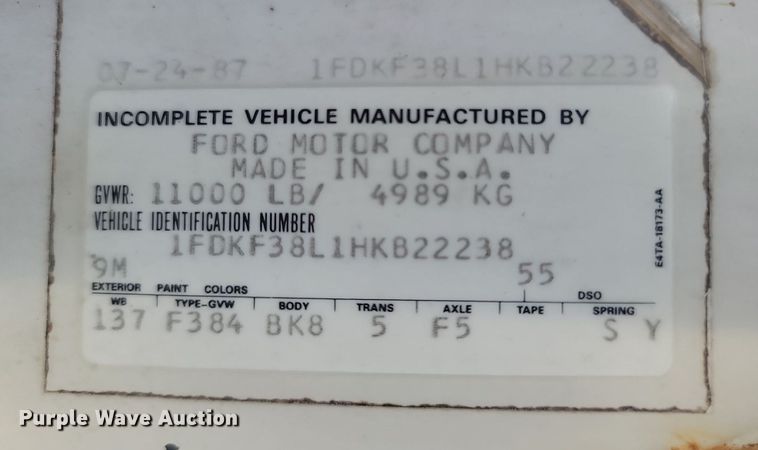 07-24-87 1FDKF38L1HKB22238
INCOMPLETE VEHICLE MANUFACTURED BY
FORD MOTOR COMPANY
MADE IN U.S.A.
GVWR: 11000 LB/ 4989 KG
VEHICLE IDENTIFICATION NUMBER
1FDKF38L1HKB22238
9M 55
EXTERIOR PAINT COLORS DSO
WB TYPE-GVW BODY TRANS AXLE TAPE SPRING
137 F384 BK8 5 F5 S Y
E4TA-18173-AA
Purple Wave Auction